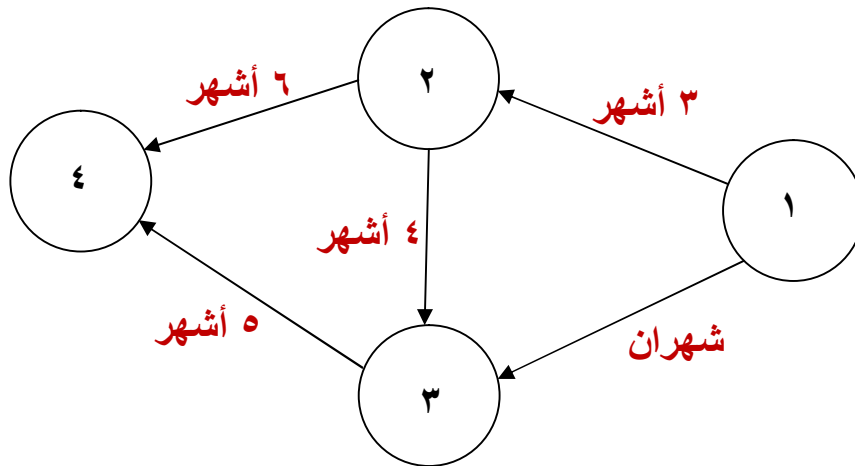 ٢
٦ أشهر
٣ أشهر
٤
١
٤ أشهر
٥ أشهر
شهران
٣